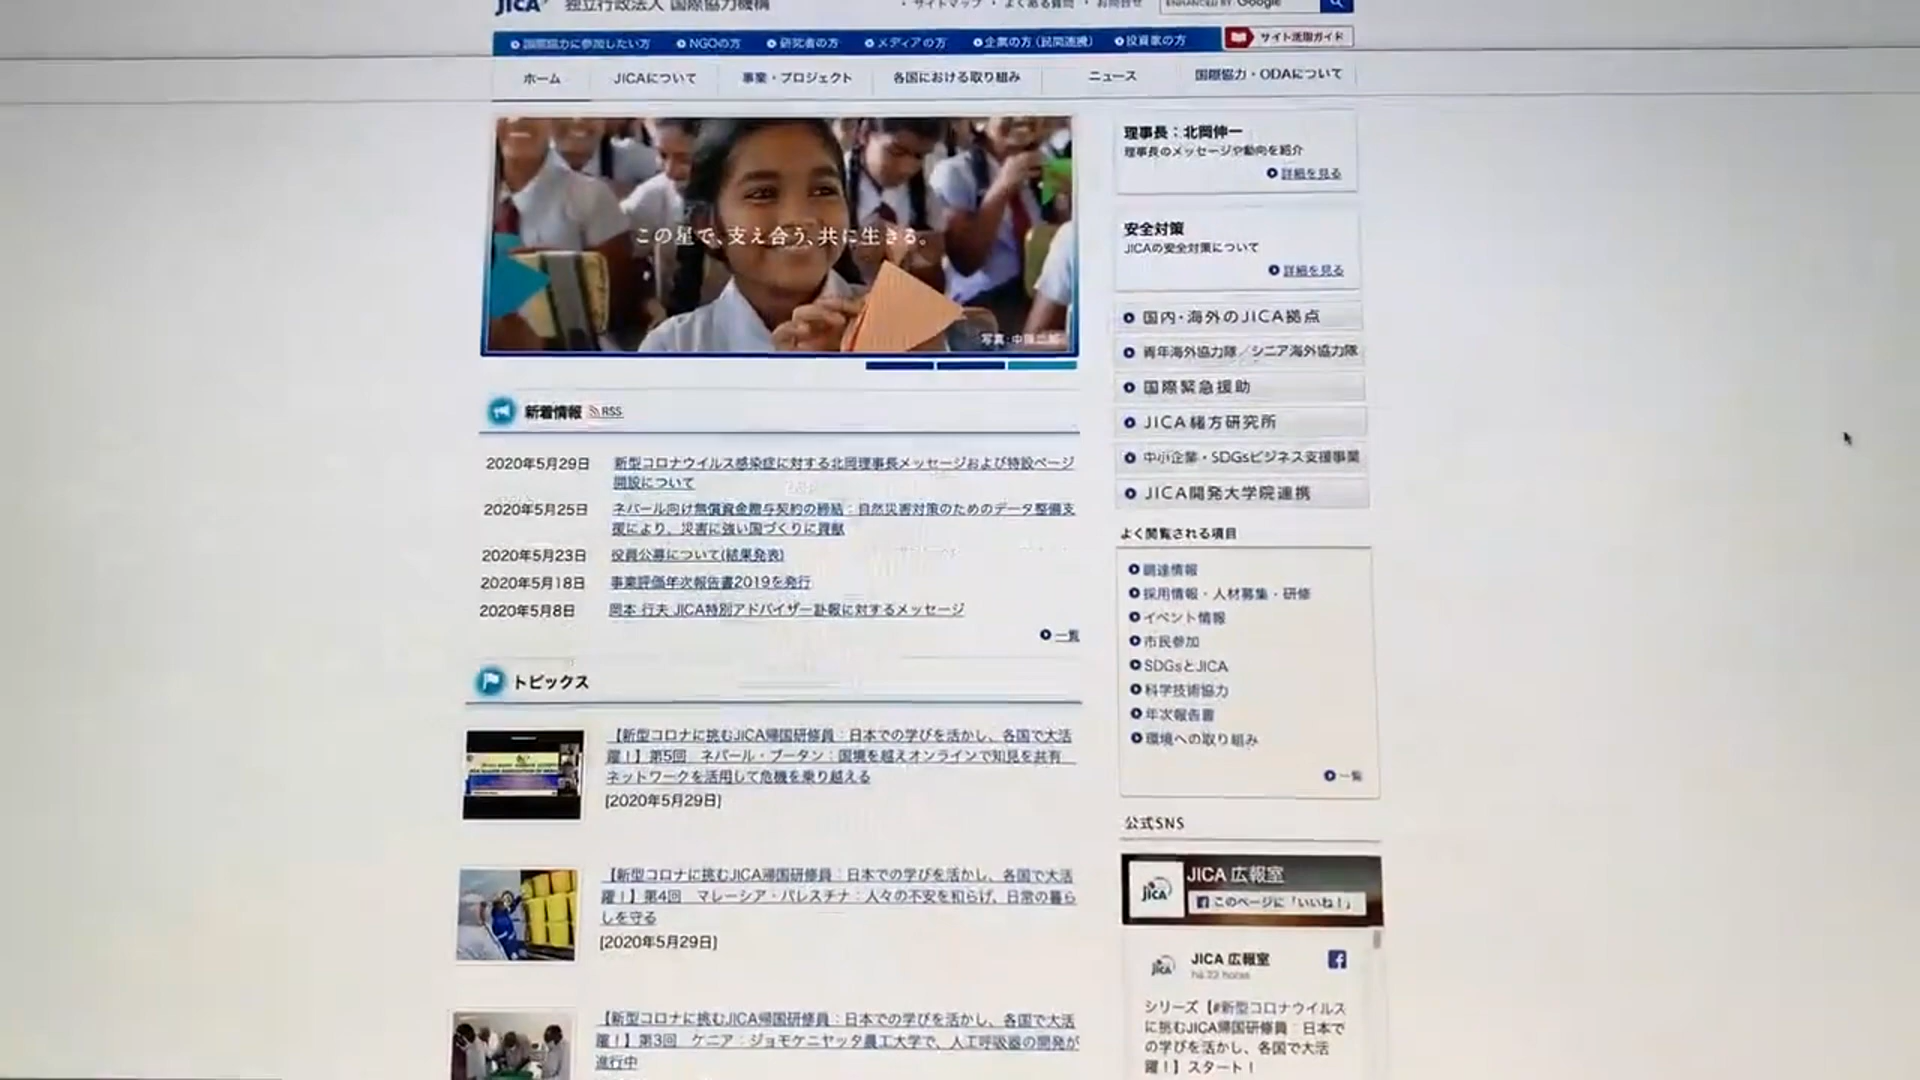 JICA 独立行政法人 国際協力機構
・サイトマップ ・よくある質問 ・お問合せ
ENHANCED BY Google
国際協力に参加したい方 NGOの方 研究者の方 メディアの方 企業の方（民間連携） 投資家の方
サイト活用ガイド
ホーム JICAについて 事業・プロジェクト 各国における取り組み ニュース 国際協力・ODAについて
この星で、支え合う、共に生きる。
理事長：北岡伸一
理事長のメッセージや動向を紹介
詳細を見る
安全対策
JICAの安全対策について
詳細を見る
国内・海外のJICA拠点
青年海外協力隊／シニア海外協力隊
国際緊急援助
JICA緒方研究所
中小企業・SDGsビジネス支援事業
JICA開発大学院連携
新着情報 RSS
2020年5月29日 新型コロナウイルス感染症に対する北岡理事長メッセージおよび特設ページ
開設について
2020年5月25日 ネパール向け無償資金贈与契約の締結：自然災害対策のためのデータ整備支
援により、災害に強い国づくりに貢献
2020年5月23日 役員公募について(結果発表)
2020年5月18日 事業評価年次報告書2019を発行
2020年5月8日 岡本 行夫 JICA特別アドバイザー訃報に対するメッセージ
一覧
よく閲覧される項目
調達情報
採用情報・人材募集・研修
イベント情報
市民参加
SDGsとJICA
科学技術協力
年次報告書
環境への取り組み
一覧
トピックス
【新型コロナに挑むJICA帰国研修員：日本での学びを活かし、各国で大活
躍！】第5回 ネパール・ブータン：国境を越えオンラインで知見を共有
ネットワークを活用して危機を乗り越える
[2020年5月29日]
【新型コロナに挑むJICA帰国研修員：日本での学びを活かし、各国で大活
躍！】第4回 マレーシア・パレスチナ：人々の不安を和らげ、日常の暮ら
しを守る
[2020年5月29日]
【新型コロナに挑むJICA帰国研修員：日本での学びを活かし、各国で大活
躍！】第3回 ケニア：ジョモケニヤッタ農工大学で、人工呼吸器の開発が
進行中
公式SNS
JICA
JICA 広報室
このページに「いいね！」
JICA
JICA 広報室
há 22 horas
シリーズ【#新型コロナウイルス
に挑むJICA帰国研修員：日本で
の学びを活かし、各国で大活
躍！】スタート！